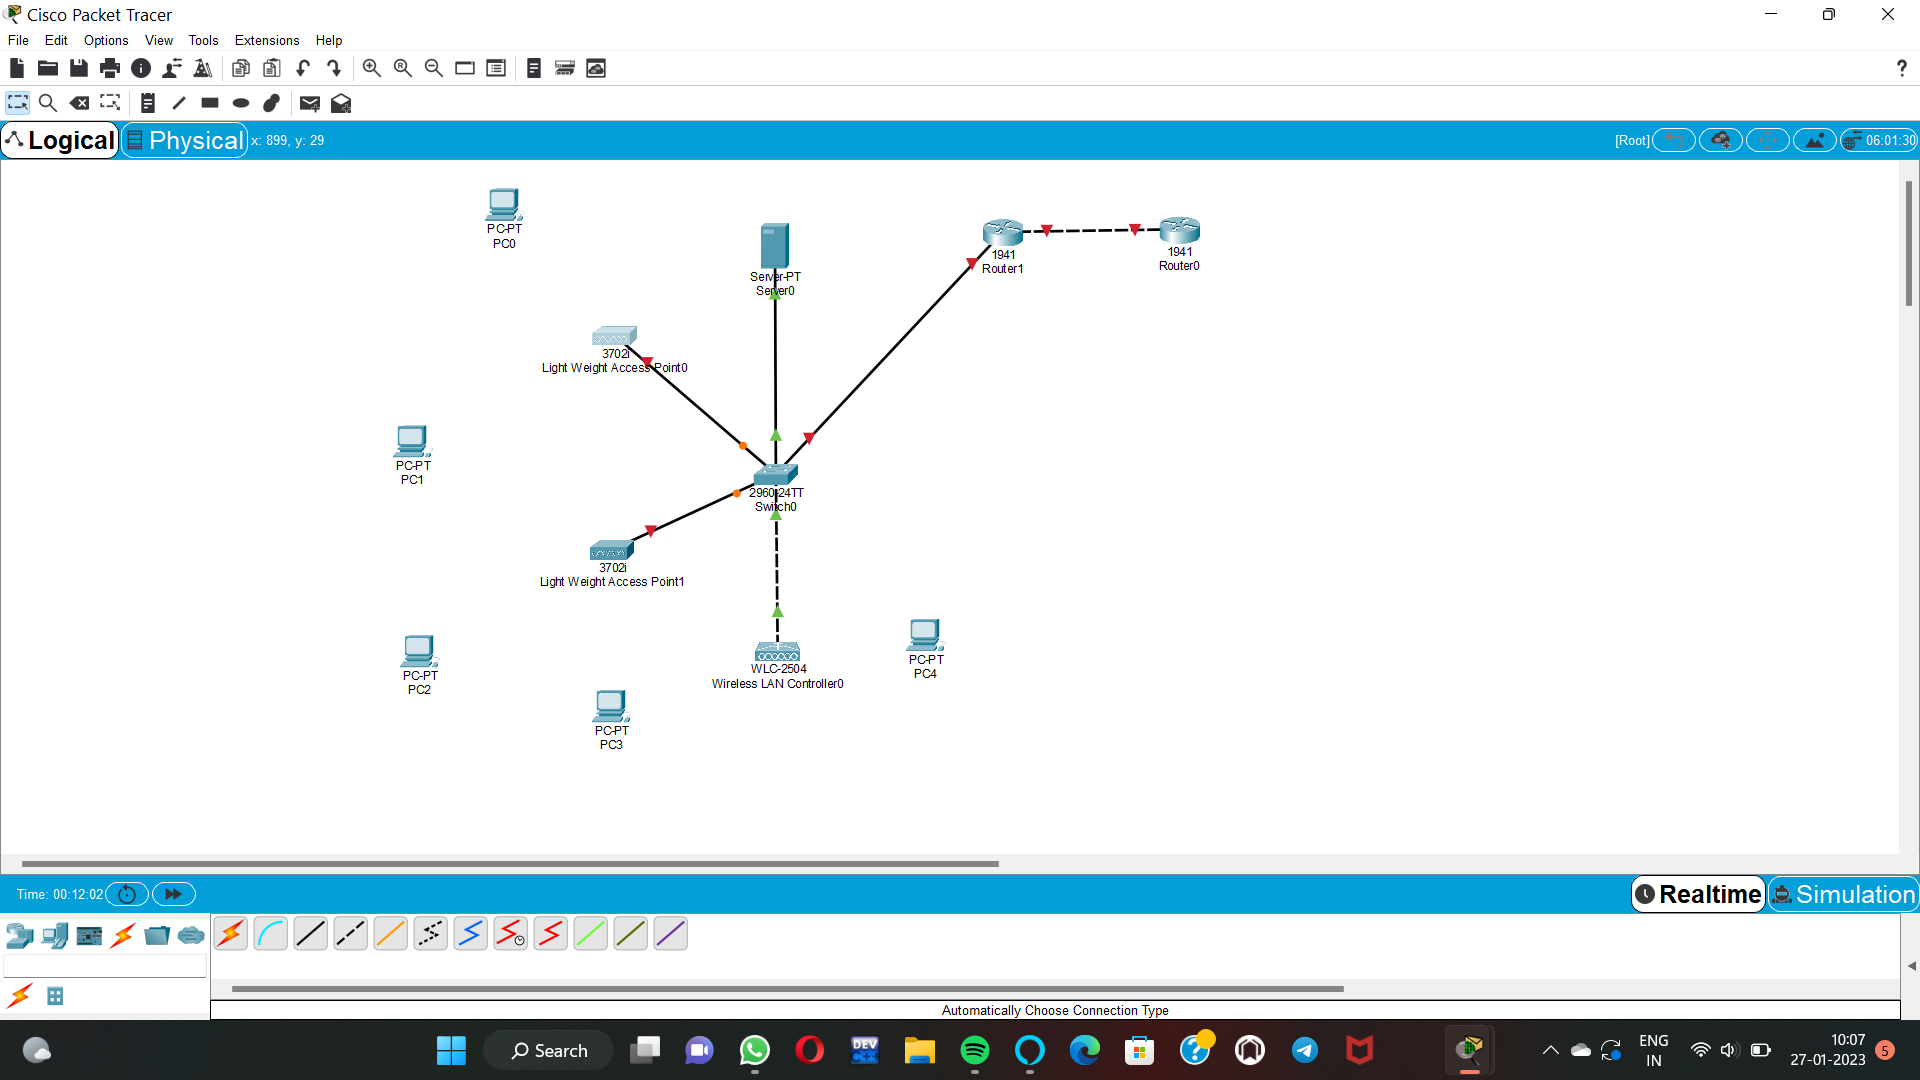 Cisco Packet Tracer
File Edit Options View Tools Extensions Help
?
Logical Physical x: 899, y: 29 [Root] 06:01:30
PC-PT
PC0
Server-PT
Server0
1941
Router1
1941
Router0
3702i
Light Weight Access Point0
PC-PT
PC1
2960-24TT
Switch0
3702i
Light Weight Access Point1
PC-PT
PC2
WLC-2504
Wireless LAN Controller0
PC-PT
PC4
PC-PT
PC3
Time: 00:12:02 Realtime Simulation
Automatically Choose Connection Type
Search
DEV
C++
ENG
IN
10:07
27-01-2023
5